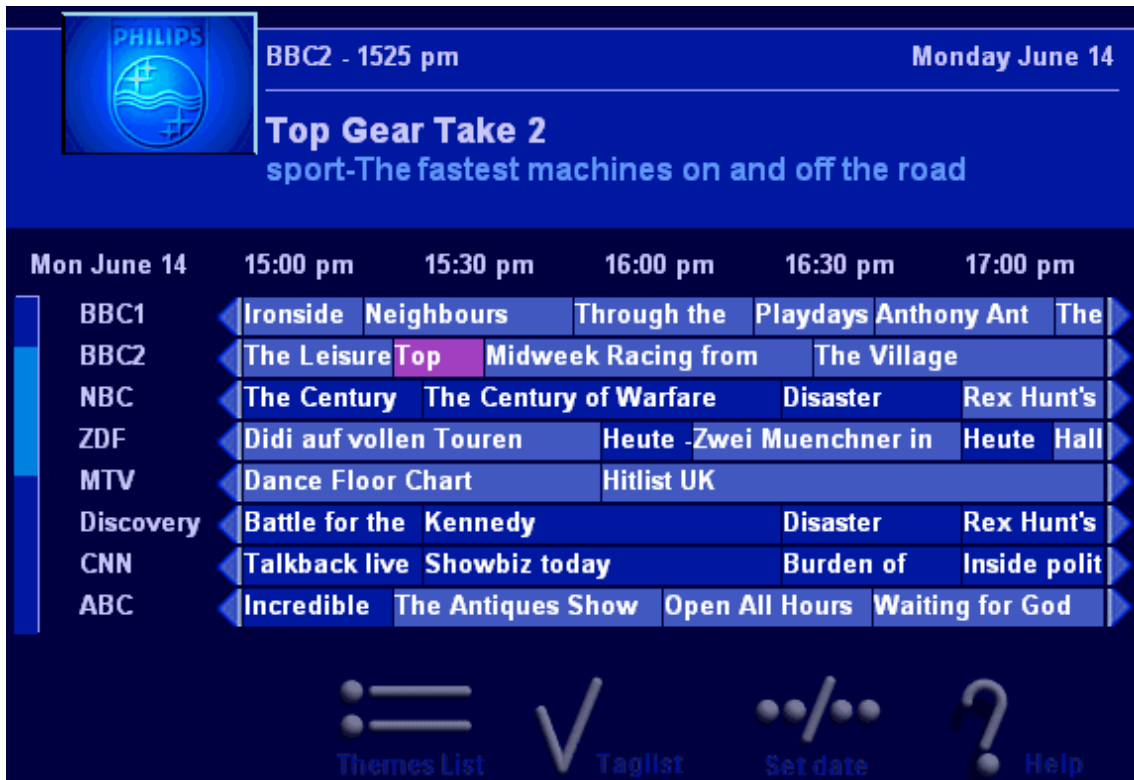 PHILIPS
BBC2 - 1525 pm Monday June 14
Top Gear Take 2
sport-The fastest machines on and off the road
Mon June 14 15:00 pm 15:30 pm 16:00 pm 16:30 pm 17:00 pm
BBC1 Ironside Neighbours Through the Playdays Anthony Ant The
BBC2 The Leisure Top Midweek Racing from The Village
NBC The Century The Century of Warfare Disaster Rex Hunt's
ZDF Didi auf vollen Touren Heute - Zwei Muenchner in Heute Hall
MTV Dance Floor Chart Hitlist UK
Discovery Battle for the Kennedy Disaster Rex Hunt's
CNN Talkback live Showbiz today Burden of Inside polit
ABC Incredible The Antiques Show Open All Hours Waiting for God
Themes List Taglist Set date Help